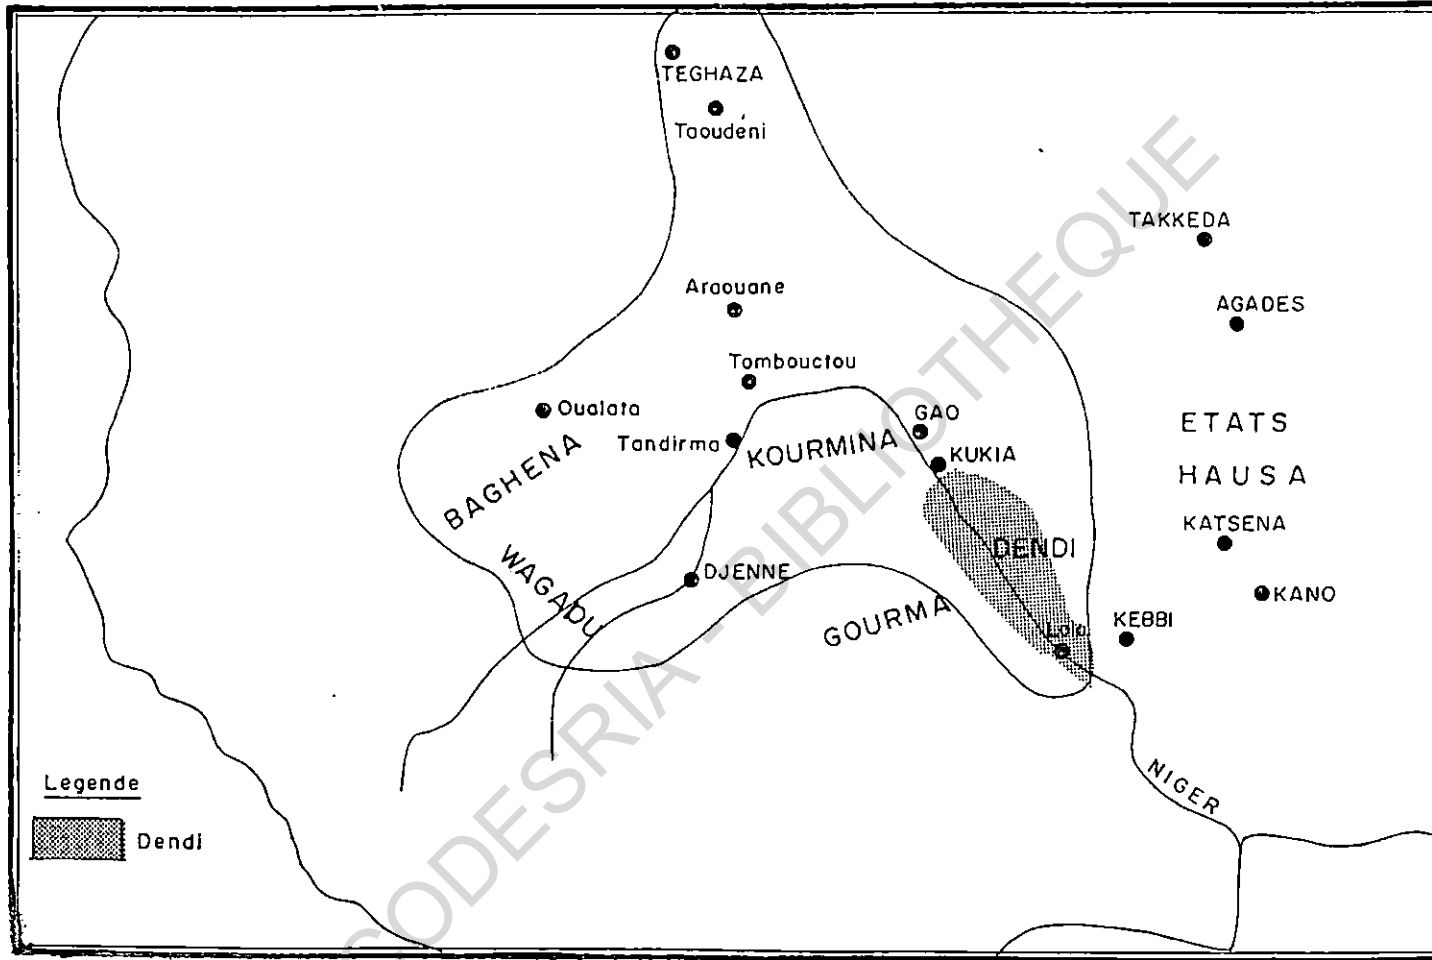 TEGHAZA
Taoudéni
TAKKEDA
Araouane
AGADES
Tombouctou
Oualata
GAO
ETATS
Tandirma
KOURMINA
KUKIA
BAGHENA
HAUSA
KATSENA
DENDI
WAGADU
DJENNE
KANO
GOURMA
Lolo
KEBBI
NIGER
Legende
Dendi
CODESRIA - BIBLIOTHEQUE